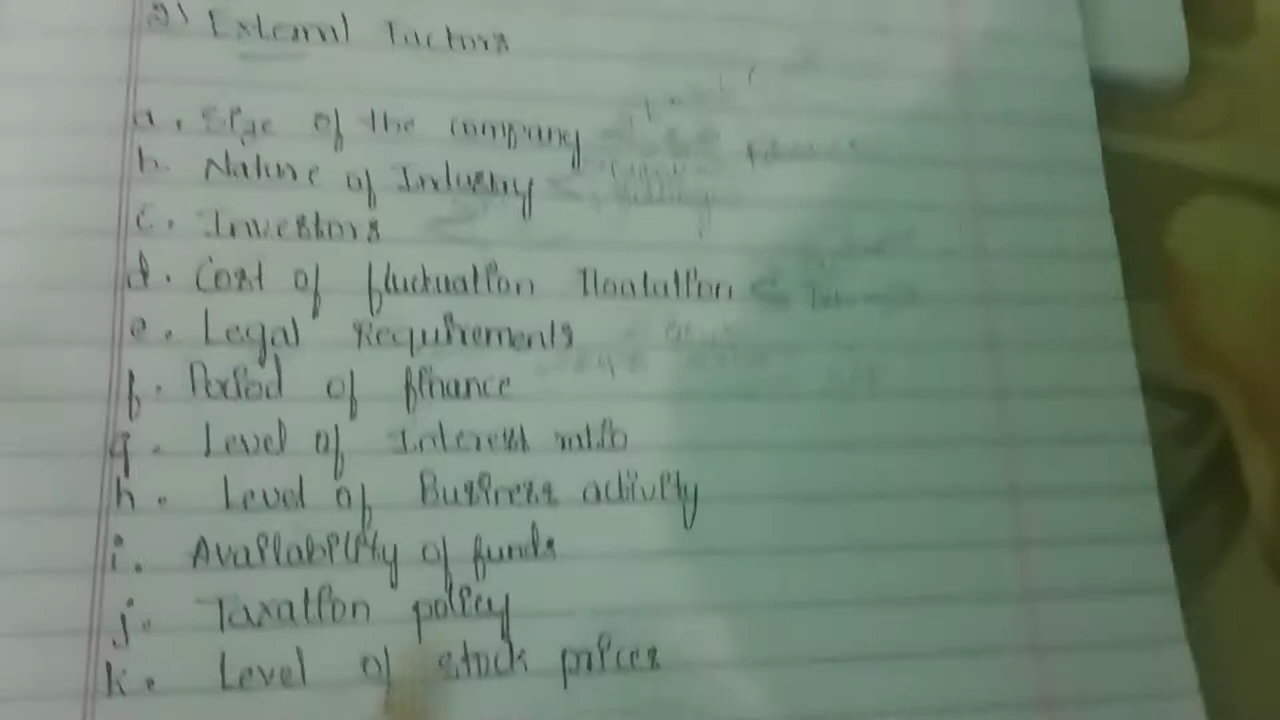 2) External Factors
a. Size of the company
b. Nature of Industry
c. Investors
d. Cost of fluctuation Floatation
e. Legal Requirements
f. Period of finance
g. Level of Interest
h. Level of Business activity
i. Availability of funds
j. Taxation policy
k. Level of stock prices